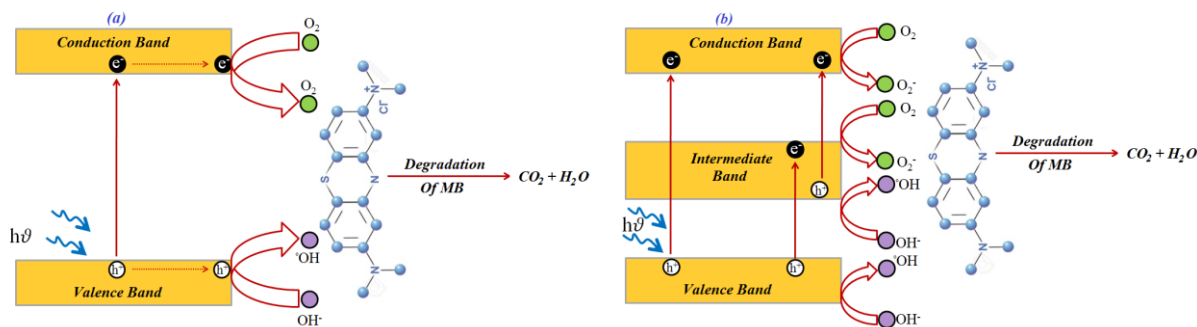 (a)
O2
Conduction Band
e-
e-
O2
N
+
Cl-
S
N
Degradation
Of MB
CO2 + H2O
hϑ
°OH
h+
h+
Valence Band
OH-
N
(b)
O2
Conduction Band
e-
e-
O2-
N
+
Cl-
O2
Intermediate
Band
e-
O2-
h+
°OH
S
N
Degradation
Of MB
CO2 + H2O
hϑ
OH-
h+
h+
°OH
Valence Band
OH-
N